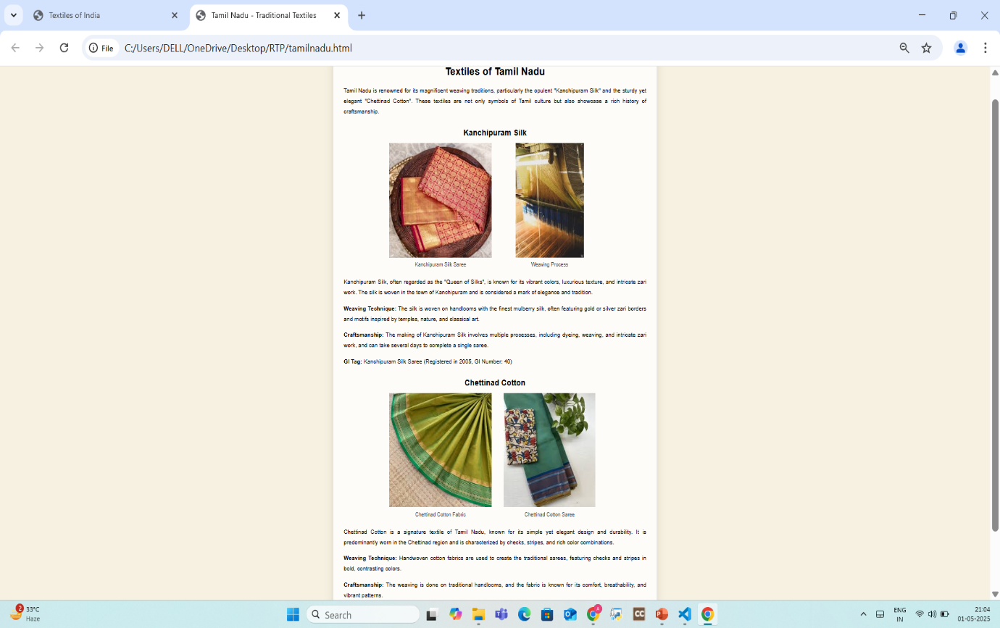 Textiles of India
Tamil Nadu - Traditional Textiles
File
C:/Users/DELL/OneDrive/Desktop/RTP/tamilnadu.html
Textiles of Tamil Nadu
Tamil Nadu is renowned for its magnificent weaving traditions, particularly the opulent "Kanchipuram Silk" and the sturdy yet
elegant "Chettinad Cotton". These textiles are not only symbols of Tamil culture but also showcase a rich history of
craftsmanship.
Kanchipuram Silk
Kanchipuram Silk Saree
Weaving Process
Kanchipuram Silk, often regarded as the "Queen of Silks", is known for its vibrant colors, luxurious texture, and intricate zari
work. The silk is woven in the town of Kanchipuram and is considered a mark of elegance and tradition.
Weaving Technique: The silk is woven on handlooms with the finest mulberry silk, often featuring gold or silver zari borders
and motifs inspired by temples, nature, and classical art.
Craftsmanship: The making of Kanchipuram Silk involves multiple processes, including dyeing, weaving, and intricate zari
work, and can take several days to complete a single saree.
GI Tag: Kanchipuram Silk Saree (Registered in 2005, GI Number: 40)
Chettinad Cotton
Chettinad Cotton Fabric
Chettinad Cotton Saree
Chettinad Cotton is a signature textile of Tamil Nadu, known for its simple yet elegant design and durability. It is
predominantly worn in the Chettinad region and is characterized by checks, stripes, and rich color combinations.
Weaving Technique: Handwoven cotton fabrics are used to create the traditional sarees, featuring checks and stripes in
bold, contrasting colors.
Craftsmanship: The weaving is done on traditional handlooms, and the fabric is known for its comfort, breathability, and
vibrant patterns.
2
33°C
Haze
Search
CC
ENG
IN
21:04
01-05-2025